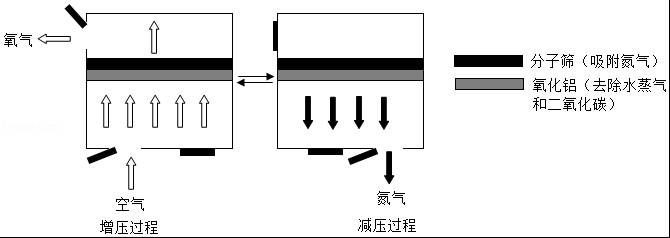 氧气
分子筛（吸附氮气）
氧化铝（去除水蒸气
和二氧化碳）
空气
氮气
增压过程
减压过程